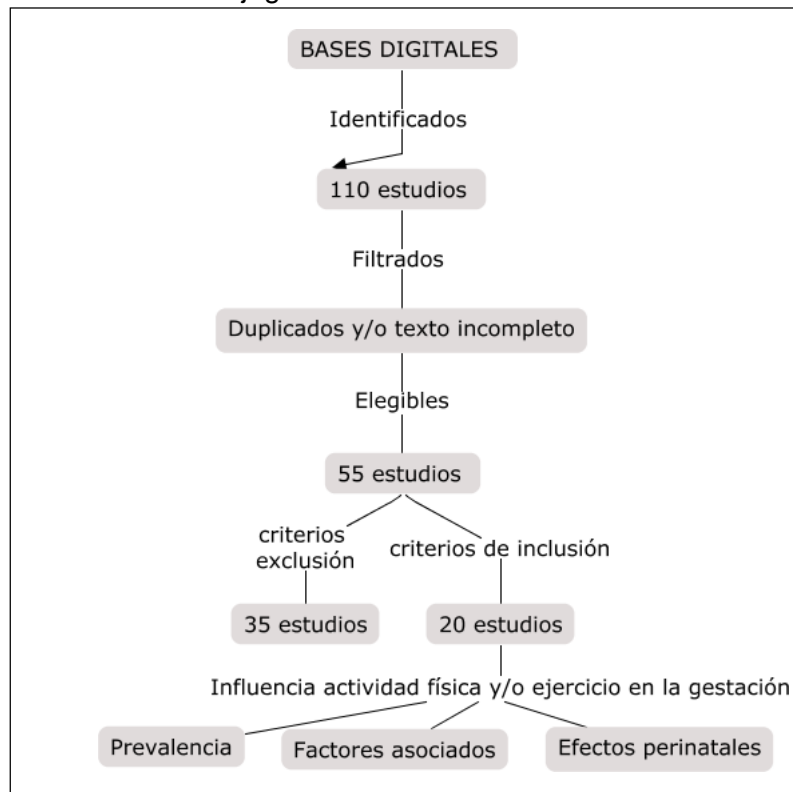 BASES DIGITALES
Identificados
110 estudios
Filtrados
Duplicados y/o texto incompleto
Elegibles
55 estudios
criterios
exclusión
criterios de inclusión
35 estudios
20 estudios
Influencia actividad física y/o ejercicio en la gestación
Prevalencia
Factores asociados
Efectos perinatales